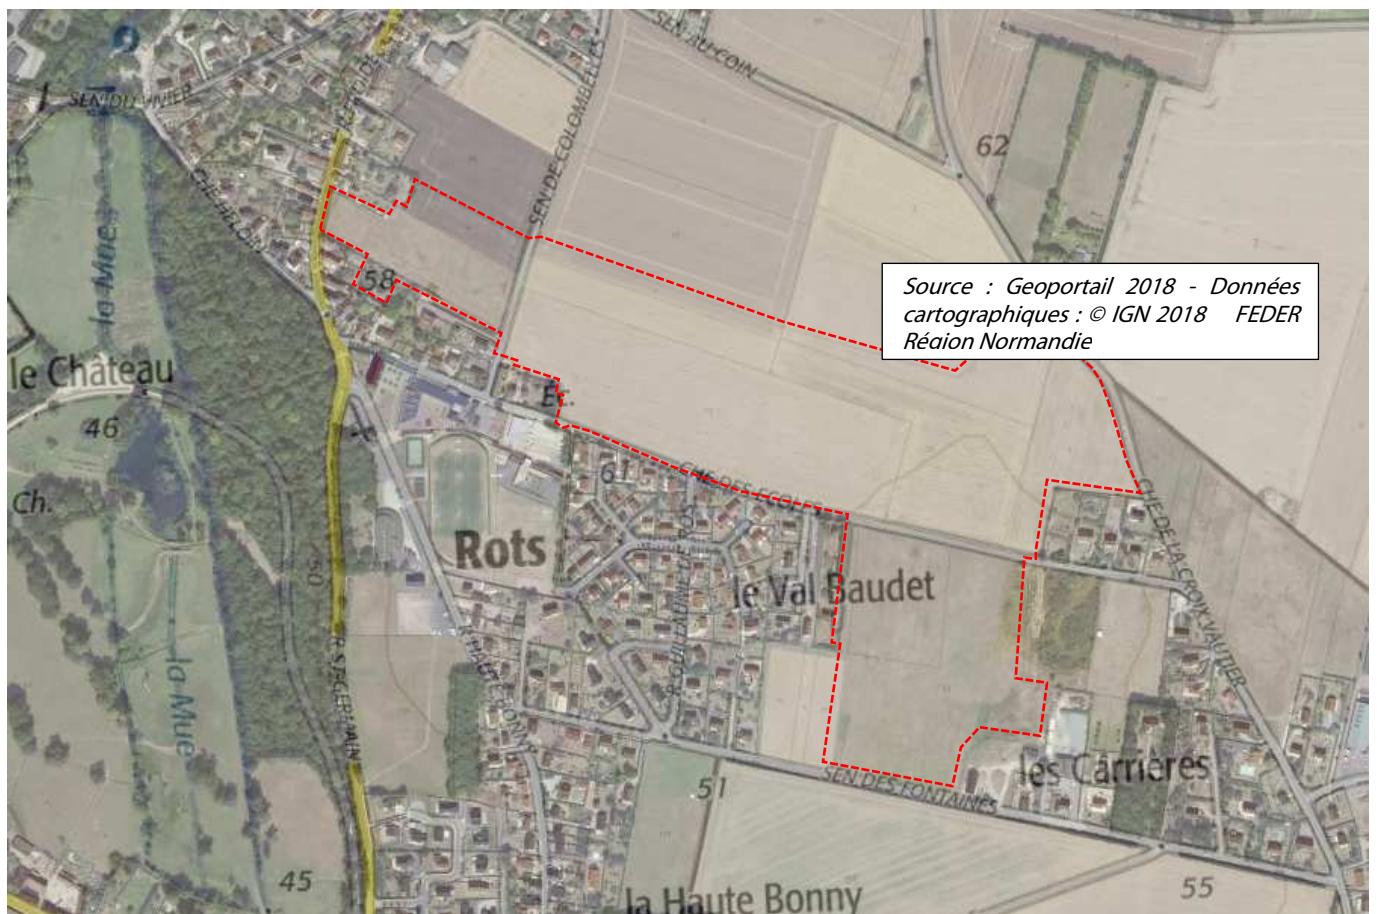 SEN AU COIN
SEN DU VIVIER
SEN DE COLOMBELLES
62
la Mue
58
Source : Geoportail 2018 - Données
cartographiques : © IGN 2018 FEDER
Région Normandie
le Château
Éc.
46
61
CHE DES ECOLES
Ch.
CHE DE LA CROIX VAUTIER
Rots
50
le Val Baudet
la Mue
les Carrières
SEN DES FONTAINES
51
45
la Haute Bonny
55